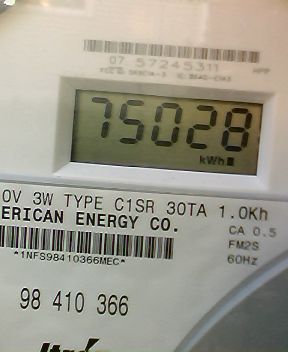 07 57245311
75028
kWh
0V 3W TYPE C1SR 30TA 1.0Kh
ERICAN ENERGY CO.
CA 0.5
FM2S
*1NFS98410366MEC*
60Hz
98 410 366